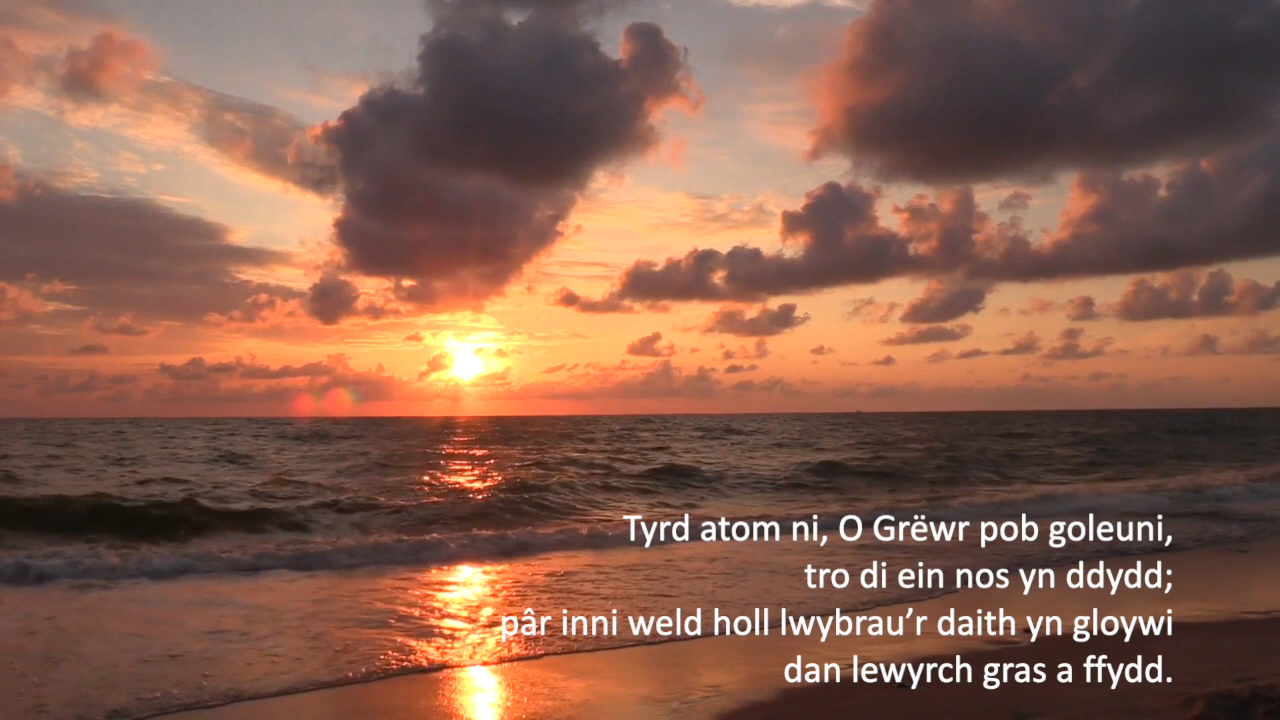 Tyrd atom ni, O Grëwr pob goleuni,
tro di ein nos yn ddydd;
pâr inni weld holl lwybrau’r daith yn gloywi
dan lewyrch gras a ffydd.